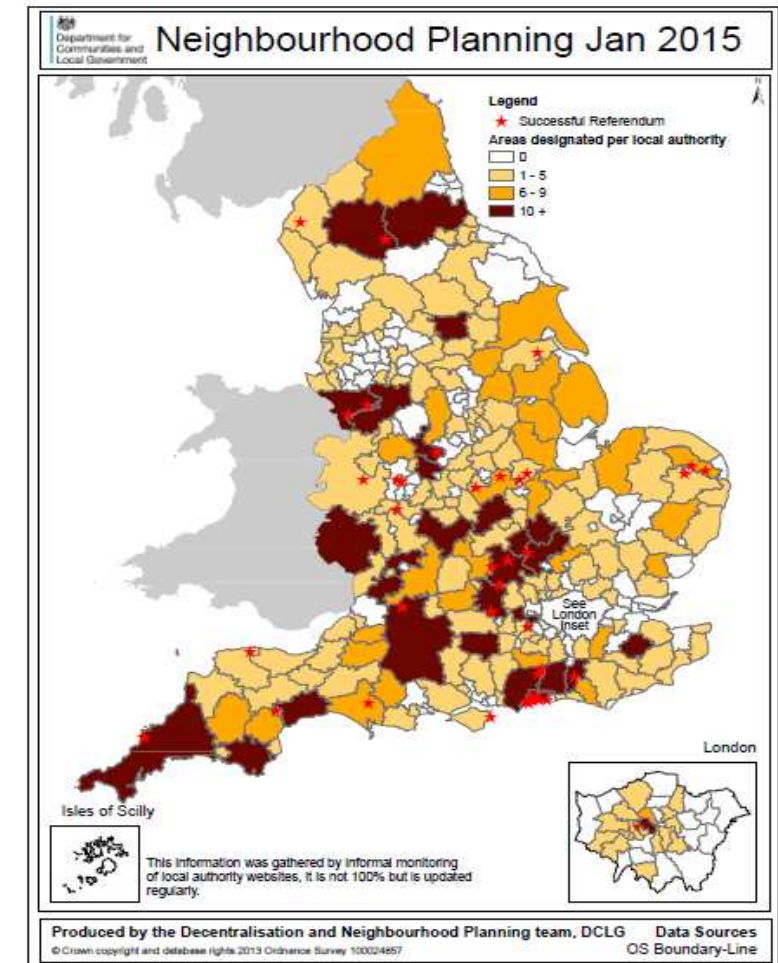 Department for
Communities and
Local Government
Neighbourhood Planning Jan 2015
N
Legend
Successful Referendum
Areas designated per local authority
0
1 - 5
6 - 9
10 +
See
London
Inset
London
Isles of Scilly
This information was gathered by informal monitoring
of local authority websites, it is not 100% but is updated
regularly.
Produced by the Decentralisation and Neighbourhood Planning team, DCLG Data Sources
© Crown copyright and database rights 2013 Ordnance Survey 100024857 OS Boundary-Line